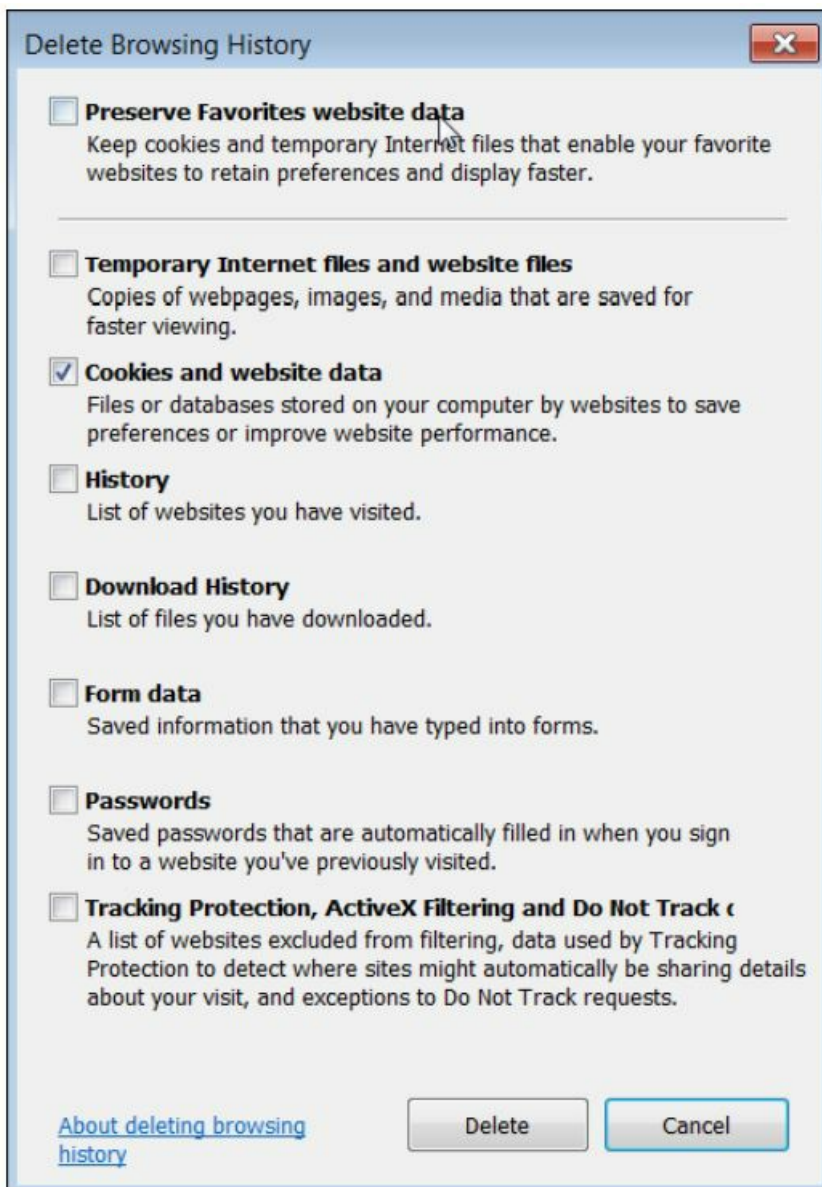 Delete Browsing History
Preserve Favorites website data
Keep cookies and temporary Internet files that enable your favorite
websites to retain preferences and display faster.
Temporary Internet files and website files
Copies of webpages, images, and media that are saved for
faster viewing.
Cookies and website data
Files or databases stored on your computer by websites to save
preferences or improve website performance.
History
List of websites you have visited.
Download History
List of files you have downloaded.
Form data
Saved information that you have typed into forms.
Passwords
Saved passwords that are automatically filled in when you sign
in to a website you've previously visited.
Tracking Protection, ActiveX Filtering and Do Not Track
A list of websites excluded from filtering, data used by Tracking
Protection to detect where sites might automatically be sharing details
about your visit, and exceptions to Do Not Track requests.
About deleting browsing
history
Delete
Cancel